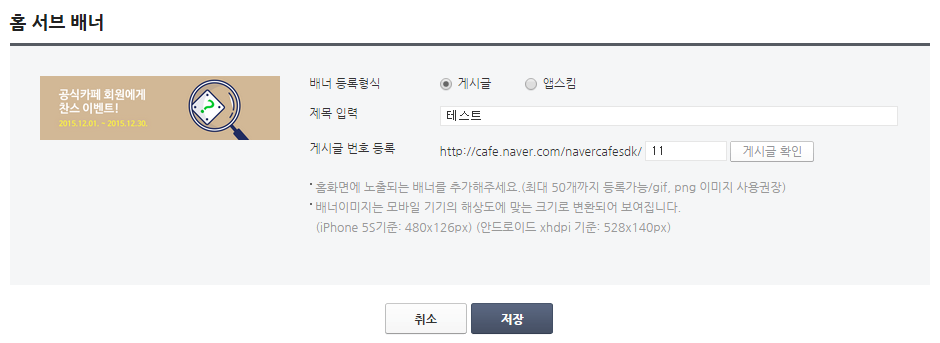 홈 서브 배너
공식카페 회원에게
찬스 이벤트!
2015.12.01. ~ 2015.12.30.
?
배너 등록형식
게시글
앱스킴
제목 입력
테스트
게시글 번호 등록
http://cafe.naver.com/navercafesdk/
11
게시글 확인
홈화면에 노출되는 배너를 추가해주세요.(최대 50개까지 등록가능/gif, png 이미지 사용권장)
배너이미지는 모바일 기기의 해상도에 맞는 크기로 변환되어 보여집니다.
(iPhone 5S기준: 480x126px) (안드로이드 xhdpi 기준: 528x140px)
취소
저장